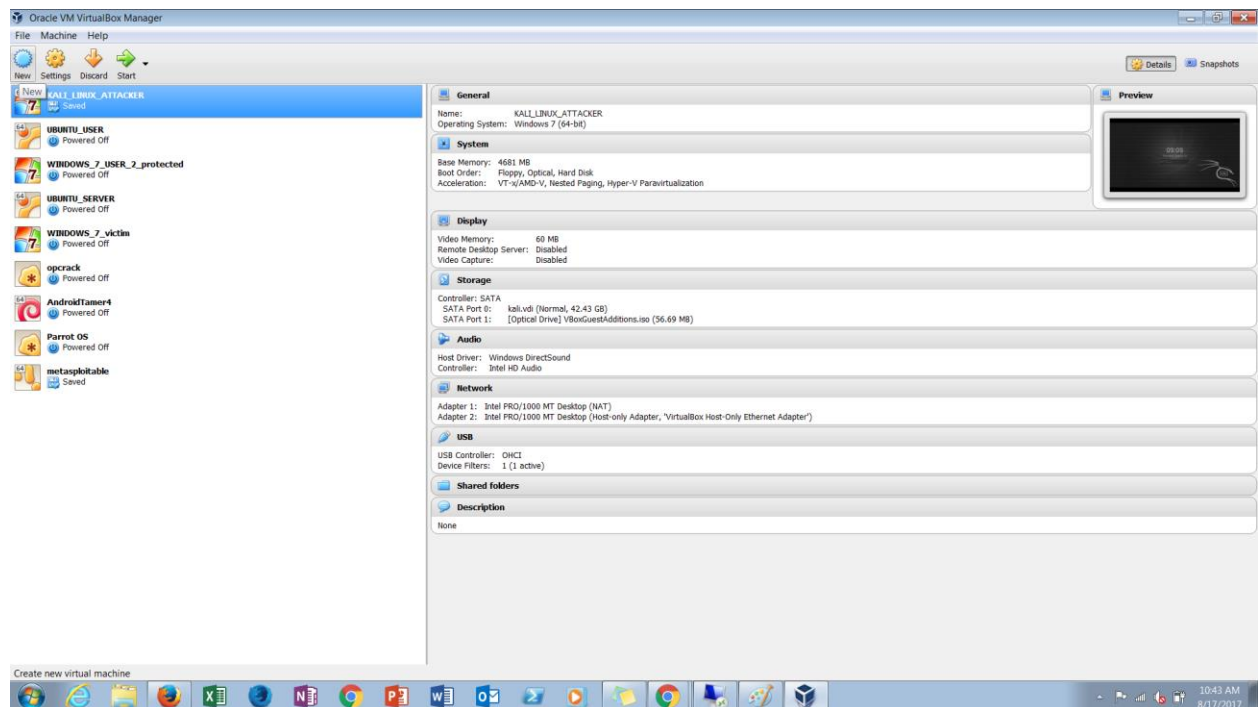 Oracle VM VirtualBox Manager
File Machine Help
New Settings Discard Start
Details Snapshots
New
KALI_LINUX_ATTACKER
Saved
UBUNTU_USER
Powered Off
WINDOWS_7_USER_2_protected
Powered Off
UBUNTU_SERVER
Powered Off
WINDOWS_7_victim
Powered Off
opcrack
Powered Off
AndroidTamer4
Powered Off
Parrot OS
Powered Off
metasploitable
Saved
General
Name: KALI_LINUX_ATTACKER
Operating System: Windows 7 (64-bit)
System
Base Memory: 4681 MB
Boot Order: Floppy, Optical, Hard Disk
Acceleration: VT-x/AMD-V, Nested Paging, Hyper-V Paravirtualization
Preview
Display
Video Memory: 60 MB
Remote Desktop Server: Disabled
Video Capture: Disabled
Storage
Controller: SATA
SATA Port 0: kali.vdi (Normal, 42.43 GB)
SATA Port 1: [Optical Drive] VBoxGuestAdditions.iso (56.69 MB)
Audio
Host Driver: Windows DirectSound
Controller: Intel HD Audio
Network
Adapter 1: Intel PRO/1000 MT Desktop (NAT)
Adapter 2: Intel PRO/1000 MT Desktop (Host-only Adapter, 'VirtualBox Host-Only Ethernet Adapter')
USB
USB Controller: OHCI
Device Filters: 1 (1 active)
Shared folders
Description
None
Create new virtual machine
10:43 AM
8/17/2017